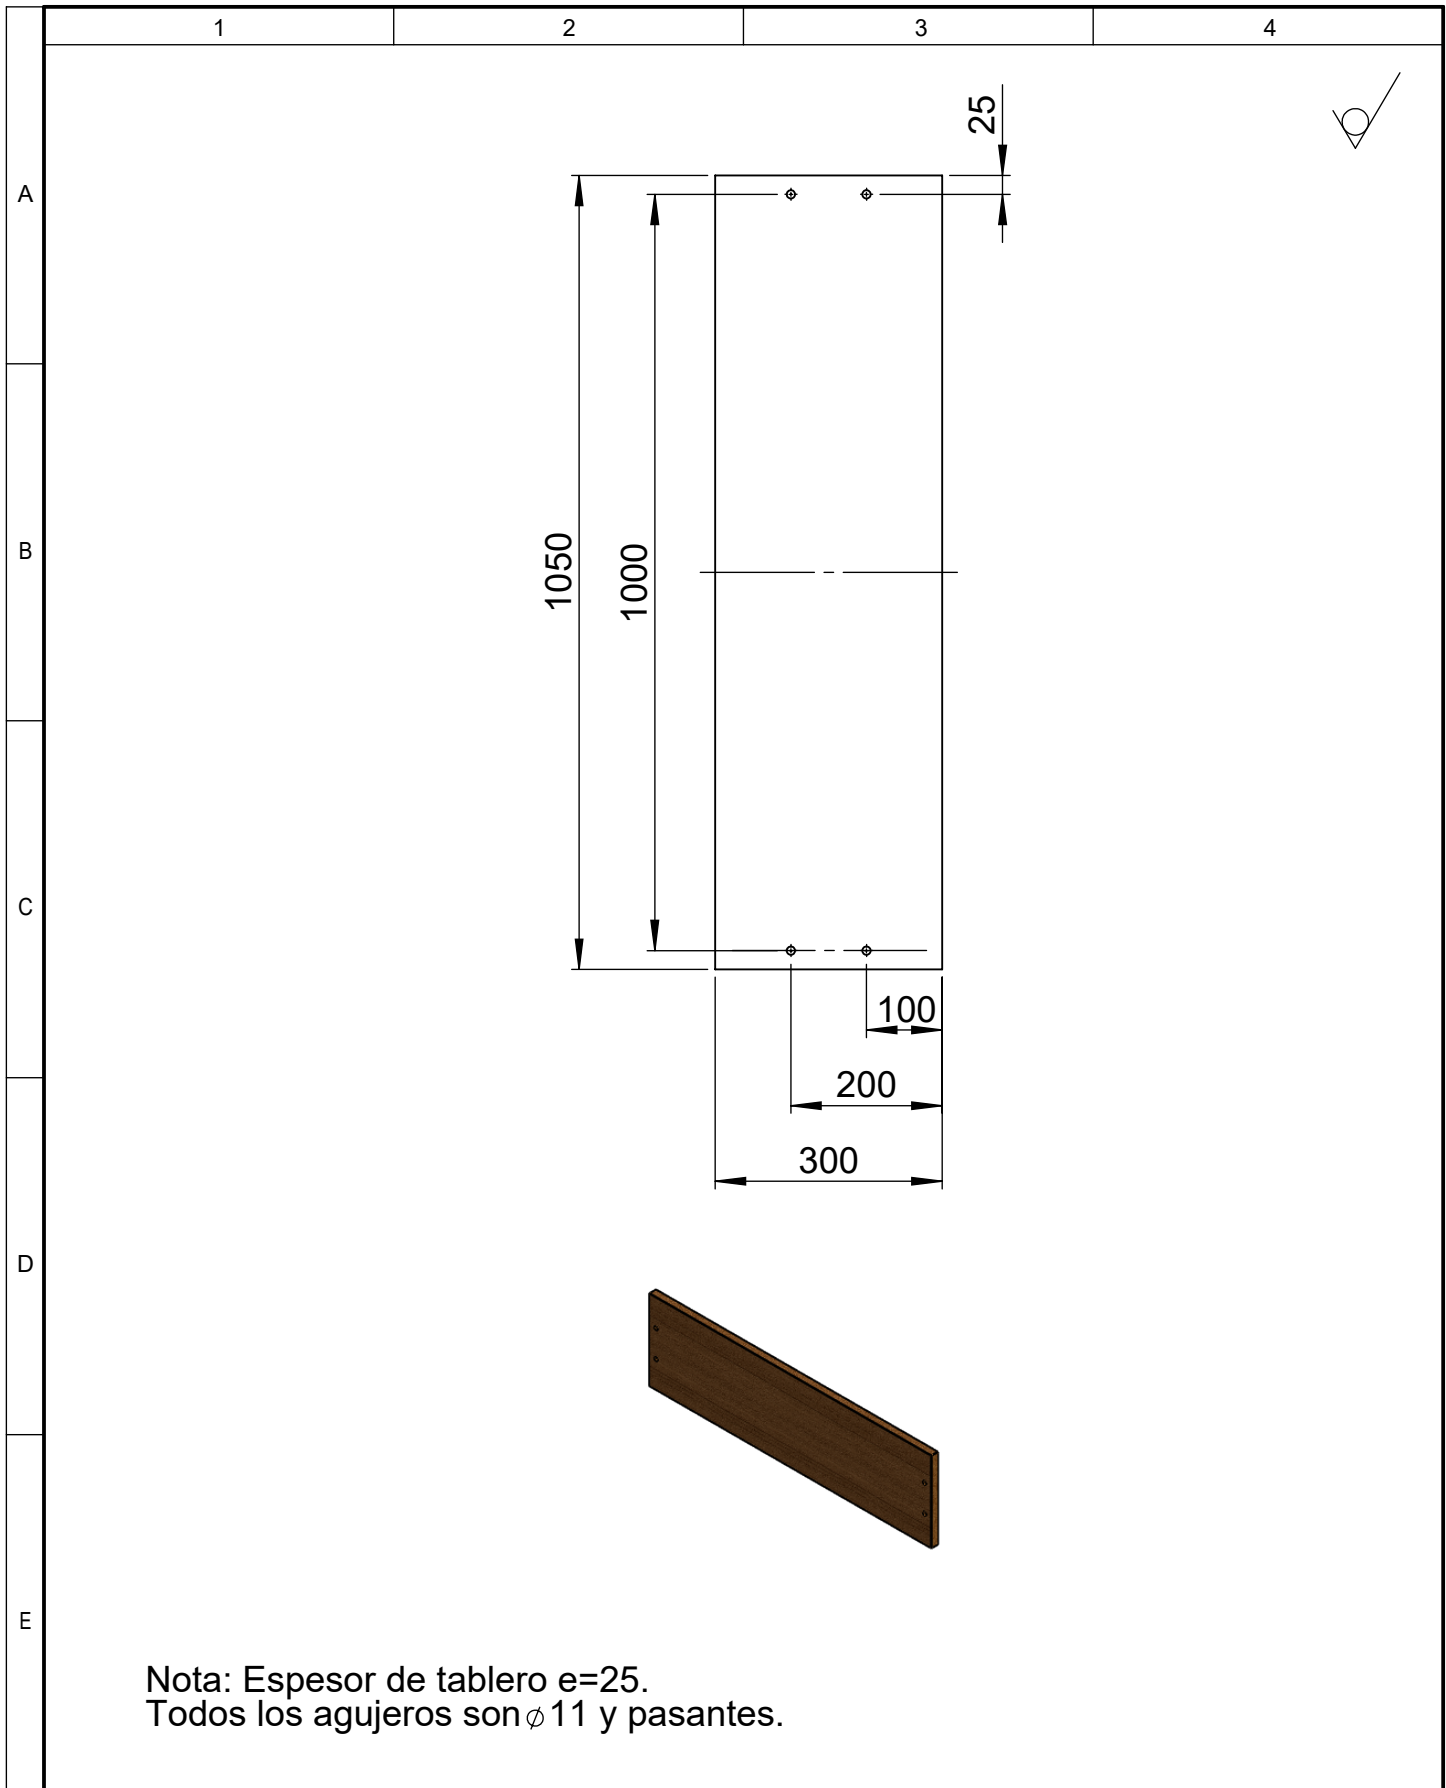 1 2 3 4
25
A
1050
1000
B
C
100
200
300
D
E
Nota: Espesor de tablero e=25.
Todos los agujeros son⌀11 y pasantes.